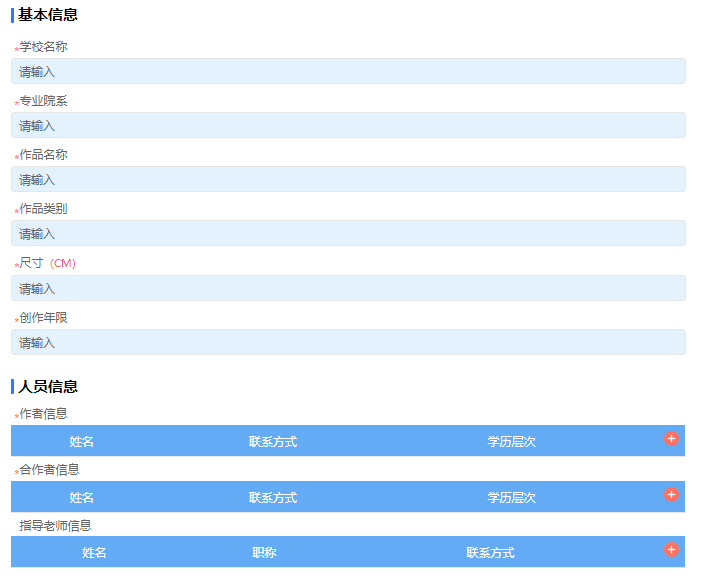 基本信息
*学校名称
请输入
*专业院系
请输入
*作品名称
请输入
*作品类别
请输入
*尺寸（CM）
请输入
*创作年限
请输入
人员信息
*作者信息
姓名 联系方式 学历层次 +
*合作者信息
姓名 联系方式 学历层次 +
指导老师信息
姓名 职称 联系方式 +